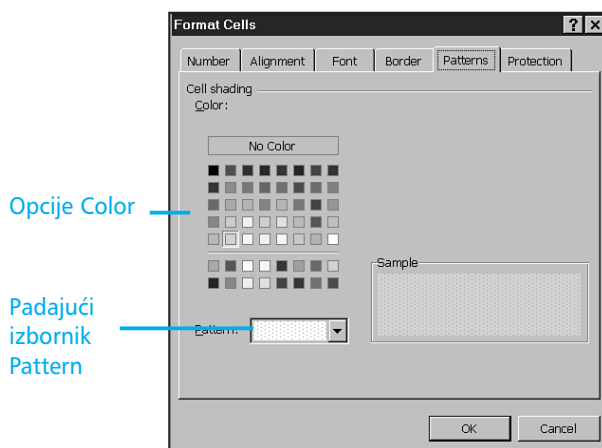 Format Cells
Number Alignment Font Border Patterns Protection
Cell shading
Color:
No Color
Opcije Color
Sample
Padajući
izbornik
Pattern
Pattern:
OK Cancel